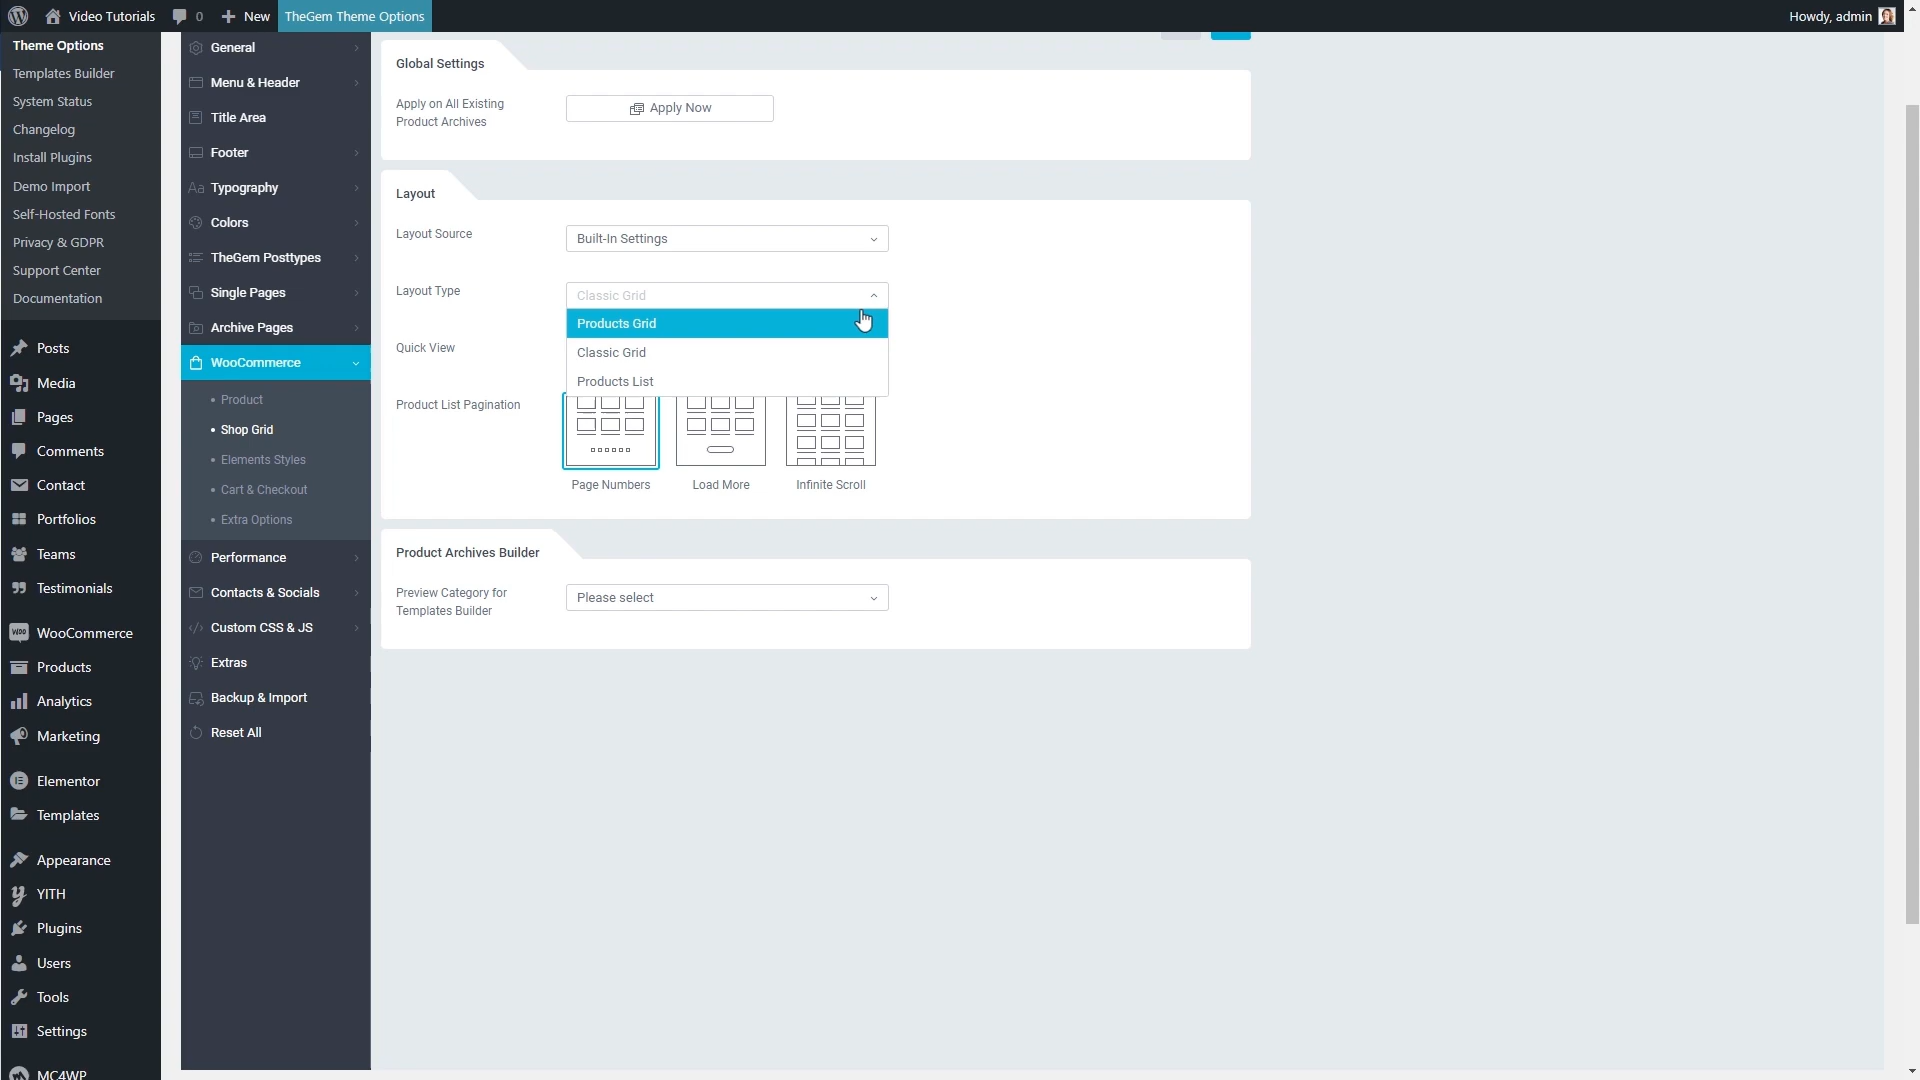 Video Tutorials
0
New
TheGem Theme Options
Howdy, admin
Theme Options
Templates Builder
System Status
Changelog
Install Plugins
Demo Import
Self-Hosted Fonts
Privacy & GDPR
Support Center
Documentation
Posts
Media
Pages
Comments
Contact
Portfolios
Teams
Testimonials
WooCommerce
Products
Analytics
Marketing
Elementor
Templates
Appearance
YITH
Plugins
Users
Tools
Settings
MC4WP
General
Menu & Header
Title Area
Footer
Typography
Colors
TheGem Posttypes
Single Pages
Archive Pages
WooCommerce
Product
Shop Grid
Elements Styles
Cart & Checkout
Extra Options
Performance
Contacts & Socials
Custom CSS & JS
Extras
Backup & Import
Reset All
Global Settings
Apply on All Existing
Product Archives
Apply Now
Layout
Layout Source
Built-In Settings
Layout Type
Classic Grid
Products Grid
Classic Grid
Products List
Quick View
Product List Pagination
Page Numbers
Load More
Infinite Scroll
Product Archives Builder
Preview Category for
Templates Builder
Please select